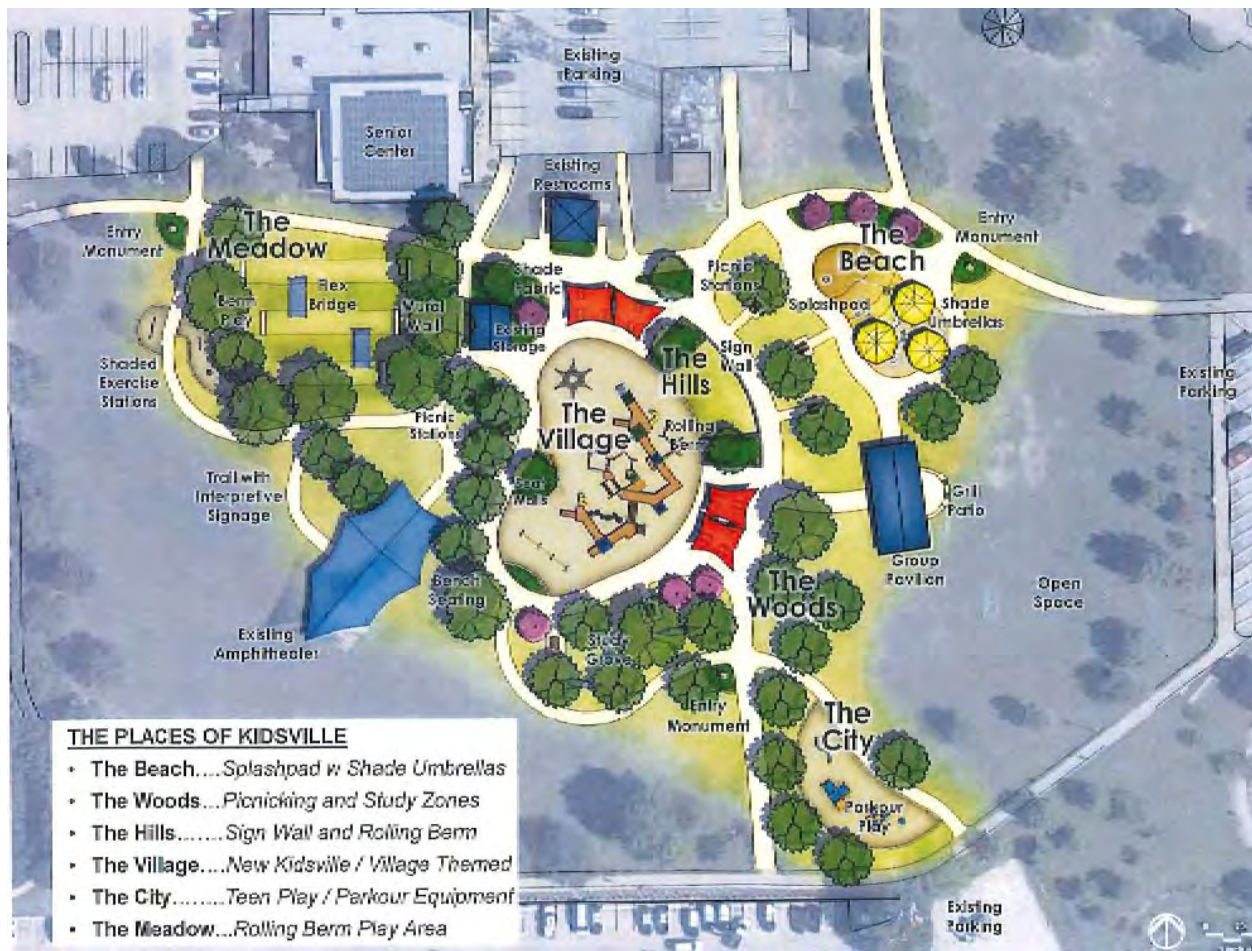 Existing
Parking
Senior
Center
Existing
Restrooms
Entry
Monument
The
Meadow
Flex
Bridge
Berm
Play
Mural
Wall
Shade
Fabric
Existing
Storage
Shaded
Exercise
Stations
Picnic
Stations
The
Beach
Splashpad
Shade
Umbrellas
Entry
Monument
Sign
Wall
The
Hills
Existing
Parking
The
Village
Rolling
Berm
Picnic
Stations
Seat
Walls
Trail with
Interpretive
Signage
Grill
Patio
Group
Pavilion
Bench
Seating
The
Woods
Open
Space
Existing
Amphitheater
Study
Grove
Entry
Monument
The
City
Parkour
Play
Existing
Parking
THE PLACES OF KIDSVILLE
• The Beach....Splashpad w Shade Umbrellas
• The Woods...Picnicking and Study Zones
• The Hills.......Sign Wall and Rolling Berm
• The Village....New Kidsville / Village Themed
• The City........Teen Play / Parkour Equipment
• The Meadow...Rolling Berm Play Area